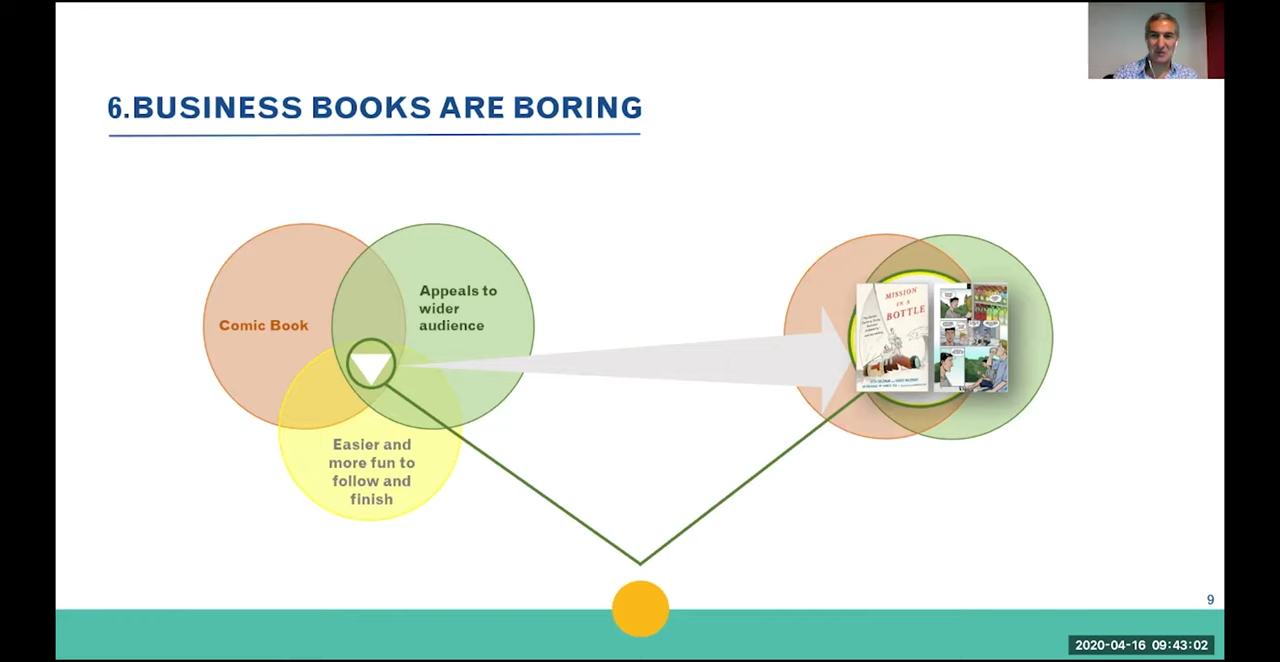 6.BUSINESS BOOKS ARE BORING
Comic Book
Appeals to
wider
audience
Easier and
more fun to
follow and
finish
MISSION
IN A
BOTTLE
9
2020-04-16 09:43:02